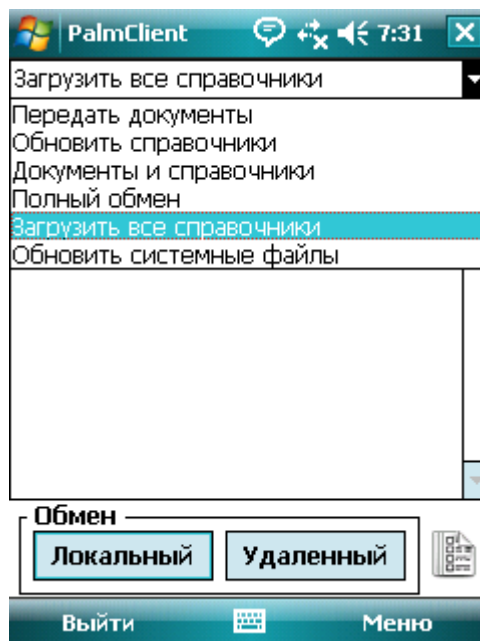 PalmClient 7:31
Загрузить все справочники
Передать документы
Обновить справочники
Документы и справочники
Полный обмен
Загрузить все справочники
Обновить системные файлы
Обмен
Локальный Удаленный
Выйти Меню